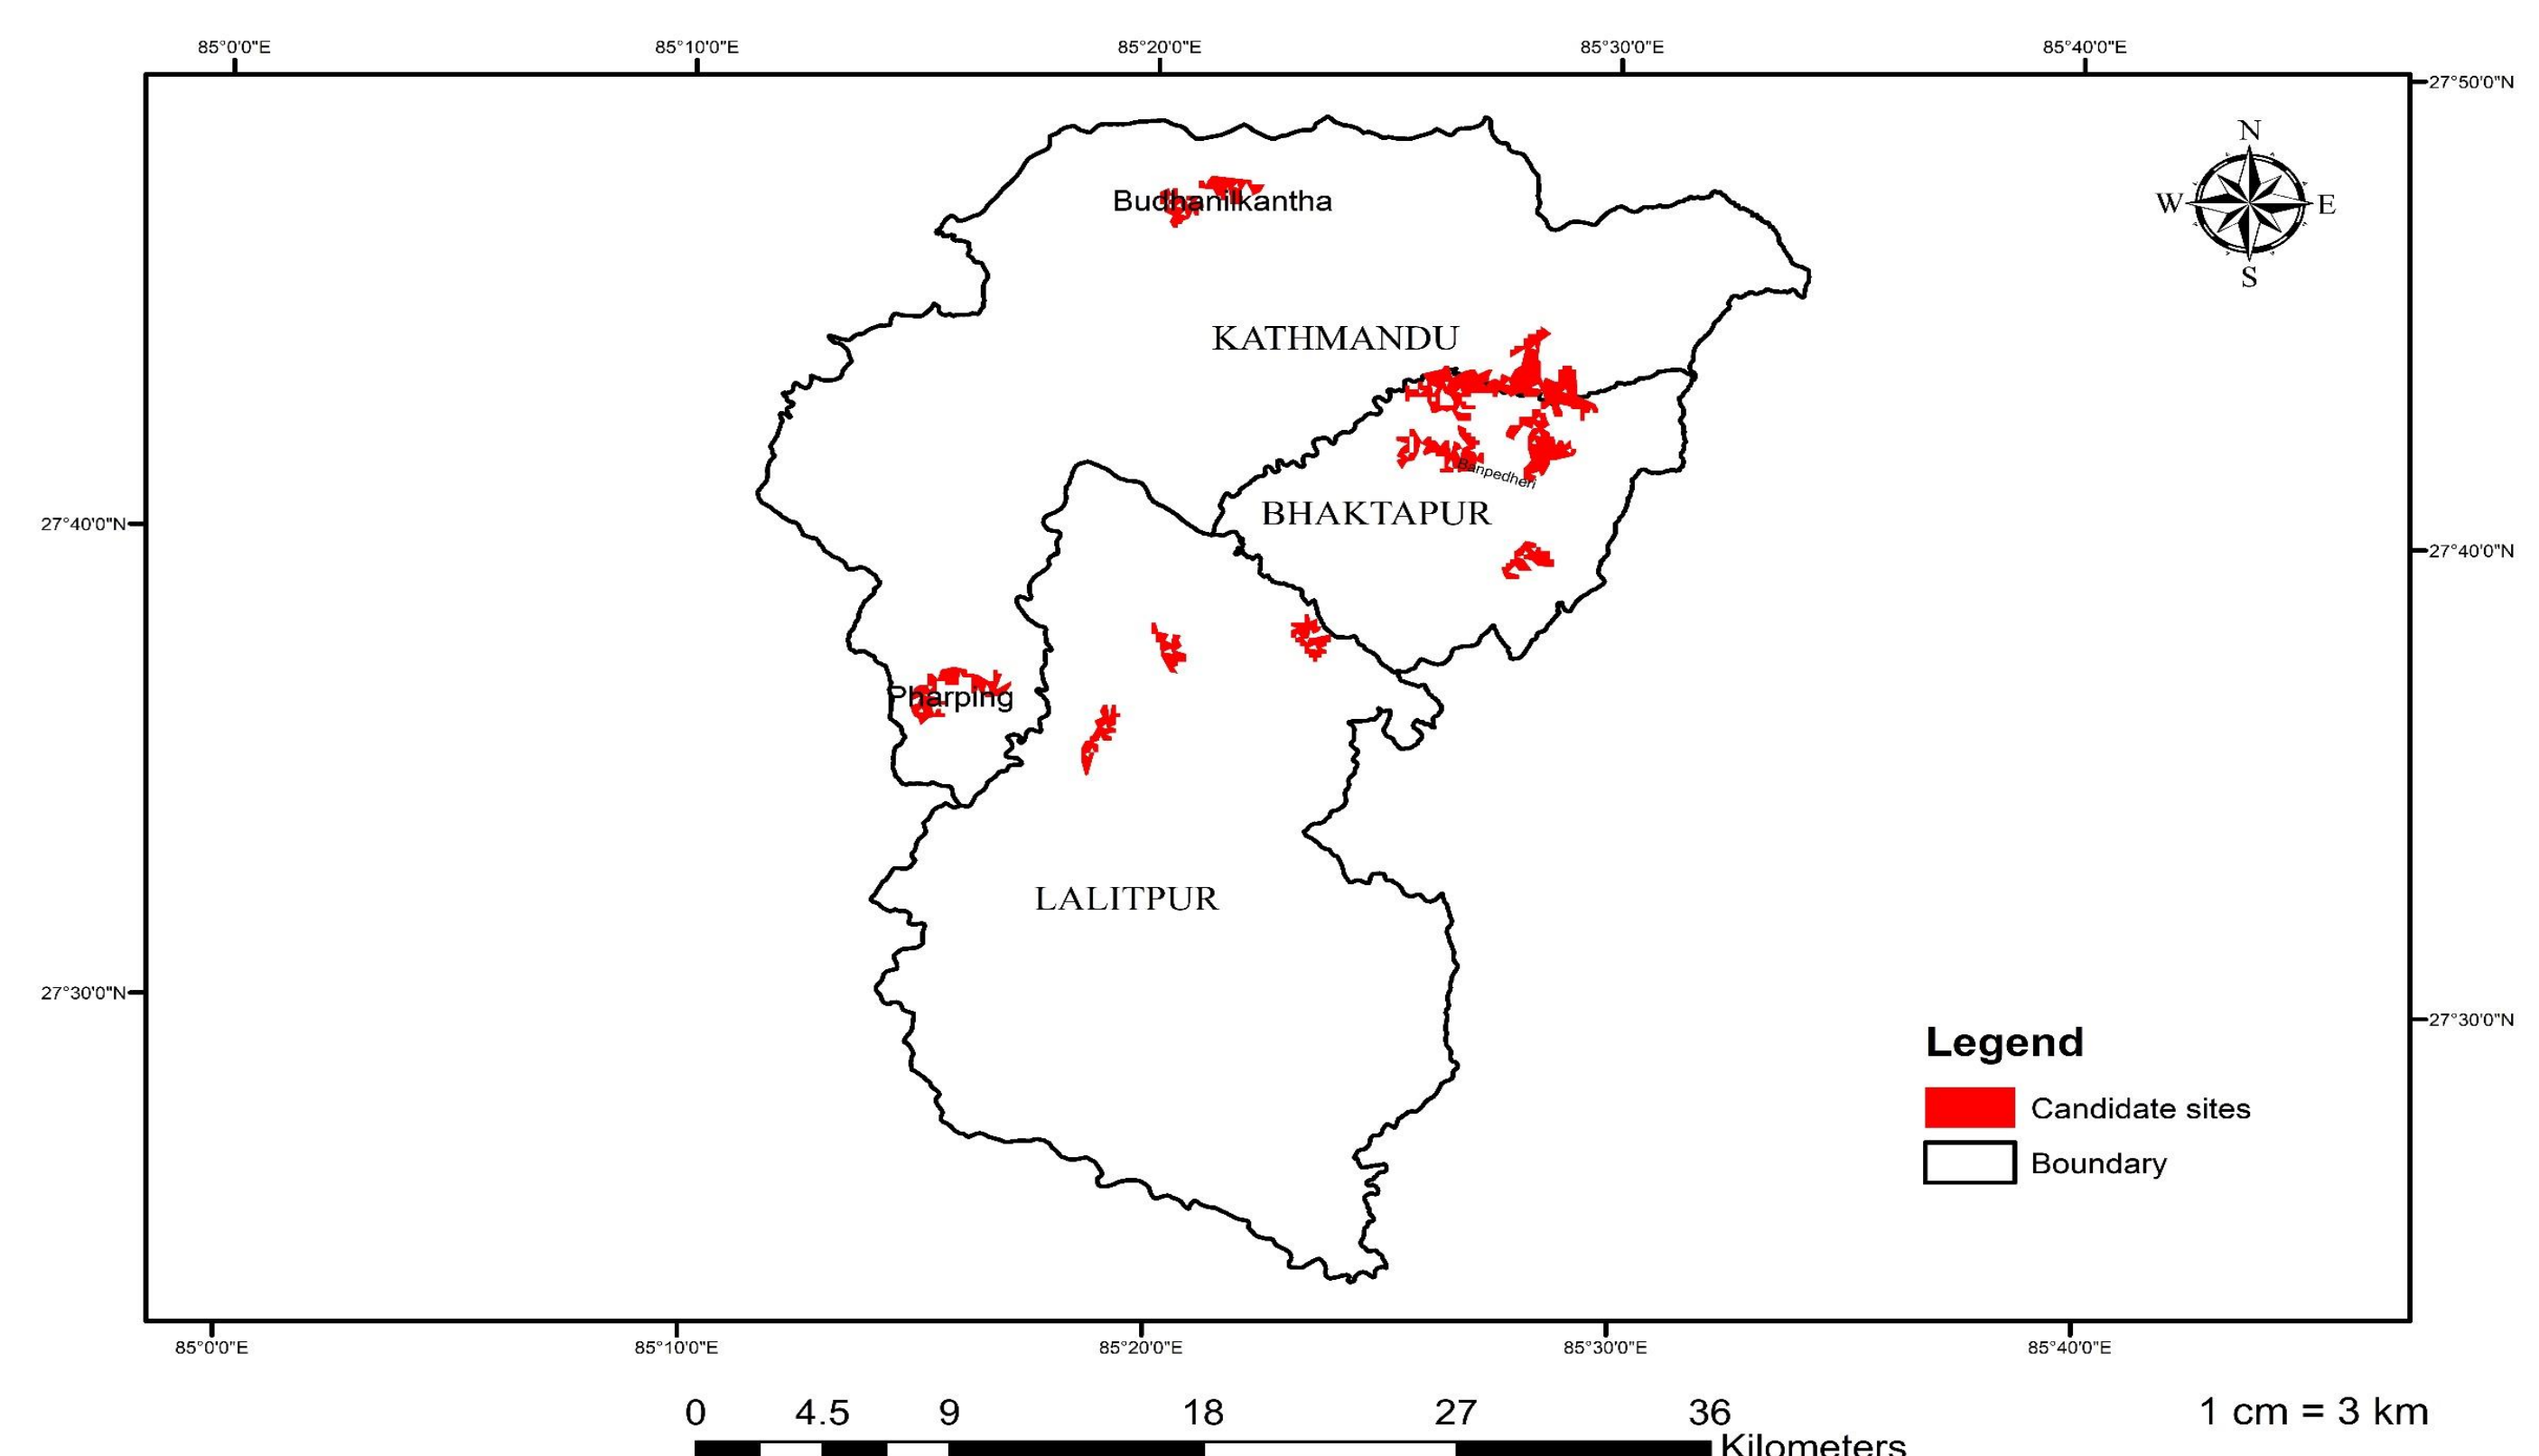 85°0'0"E 85°10'0"E 85°20'0"E 85°30'0"E 85°40'0"E
27°50'0"N
N
W E
S
Budhanilkantha
KATHMANDU
Banpedheri
BHAKTAPUR
27°40'0"N
27°40'0"N
Pharping
LALITPUR
27°30'0"N
27°30'0"N
Legend
Candidate sites
Boundary
85°0'0"E 85°10'0"E 85°20'0"E 85°30'0"E 85°40'0"E
0 4.5 9 18 27 36
1 cm = 3 km
Kilometers